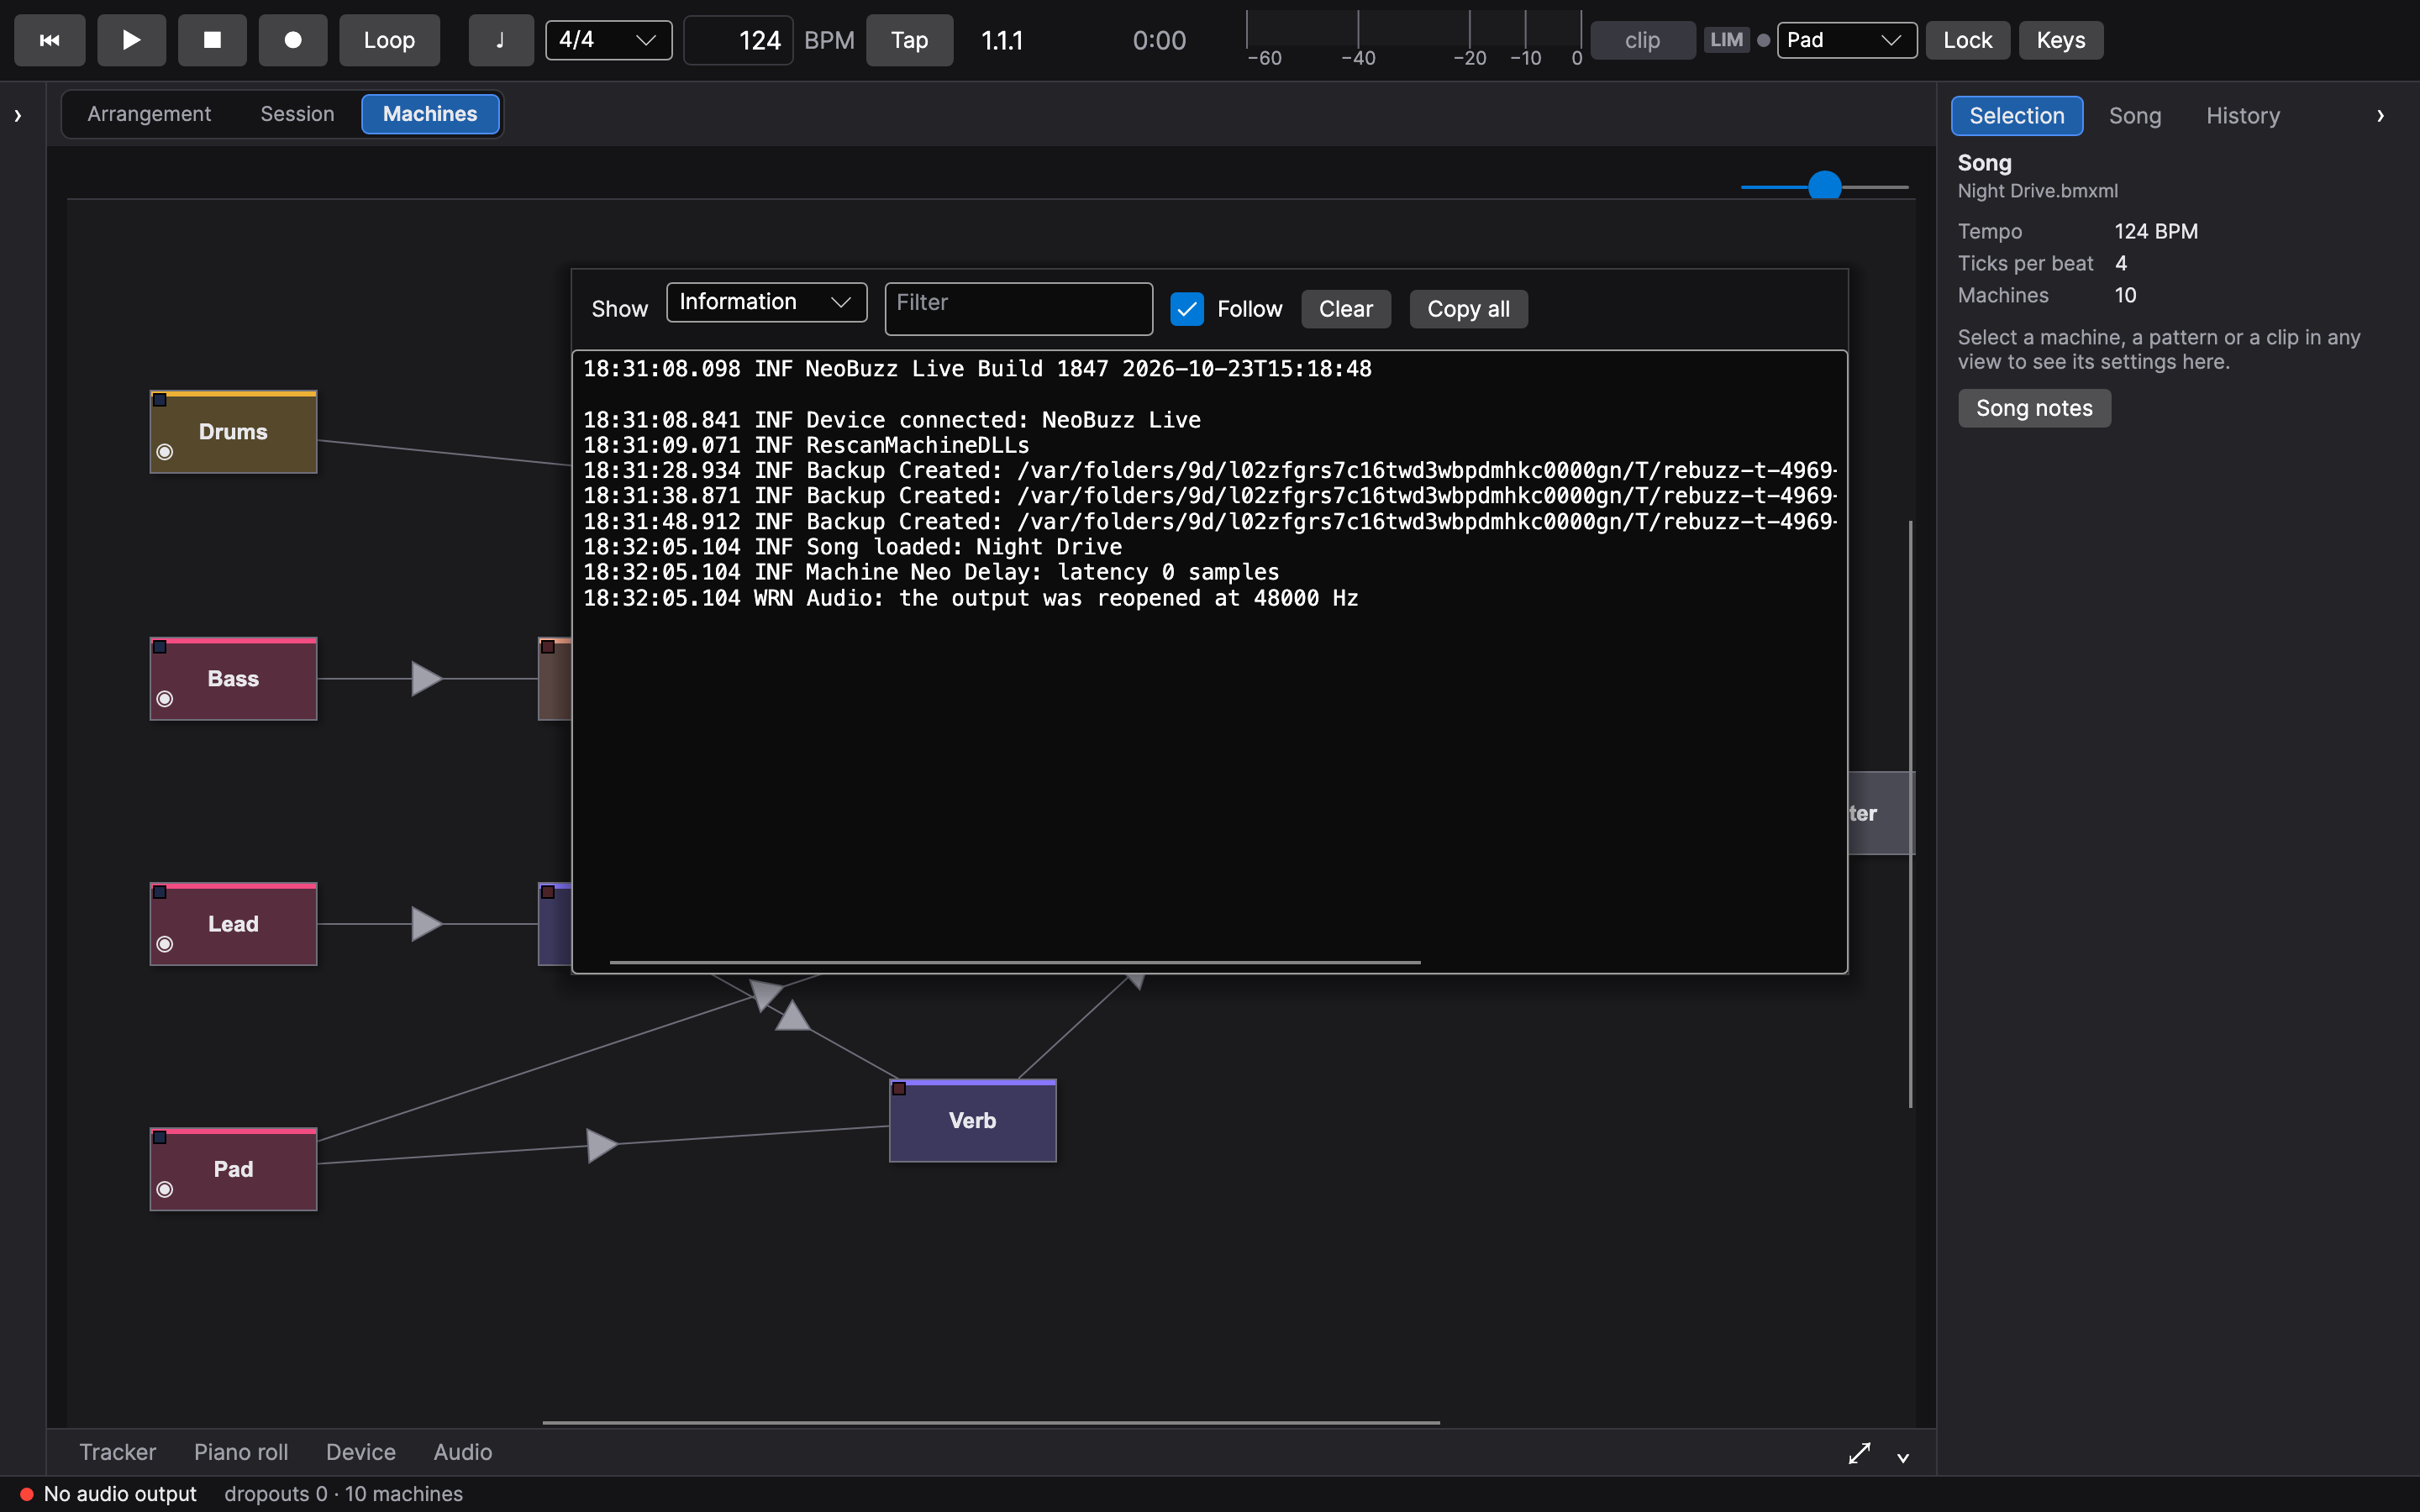 Loop
4/4
124 BPM
Tap
1.1.1
0:00
-60 -40 -20 -10 0
clip
LIM
Pad
Lock
Keys
Arrangement
Session
Machines
Selection
Song
History
Song
Night Drive.bmxml
Tempo 124 BPM
Ticks per beat 4
Machines 10
Select a machine, a pattern or a clip in any
view to see its settings here.
Song notes
Show
Information
Filter
Follow
Clear
Copy all
18:31:08.098 INF NeoBuzz Live Build 1847 2026-10-23T15:18:48
18:31:08.841 INF Device connected: NeoBuzz Live
18:31:09.071 INF RescanMachineDLLs
18:31:28.934 INF Backup Created: /var/folders/9d/l02zfgrs7c16twd3wbpdmhkc0000gn/T/rebuzz-t-4969-
18:31:38.871 INF Backup Created: /var/folders/9d/l02zfgrs7c16twd3wbpdmhkc0000gn/T/rebuzz-t-4969-
18:31:48.912 INF Backup Created: /var/folders/9d/l02zfgrs7c16twd3wbpdmhkc0000gn/T/rebuzz-t-4969-
18:32:05.104 INF Song loaded: Night Drive
18:32:05.104 INF Machine Neo Delay: latency 0 samples
18:32:05.104 WRN Audio: the output was reopened at 48000 Hz
Drums
Bass
Lead
Pad
Verb
ter
Tracker
Piano roll
Device
Audio
No audio output
dropouts 0 · 10 machines